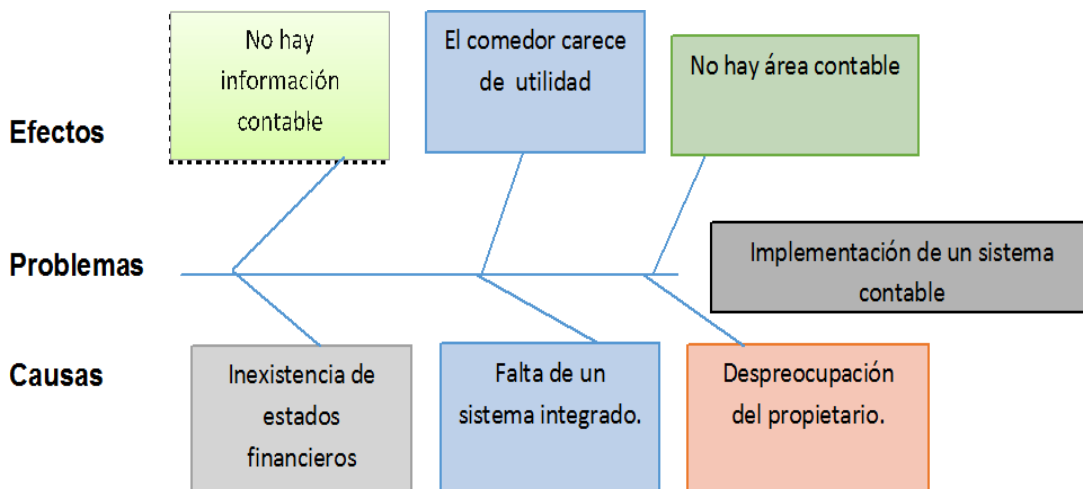 No hay
información
contable
El comedor carece
de utilidad
No hay área contable
Efectos
Problemas
Implementación de un sistema
contable
Causas
Inexistencia de
estados
financieros
Falta de un
sistema integrado.
Despreocupación
del propietario.